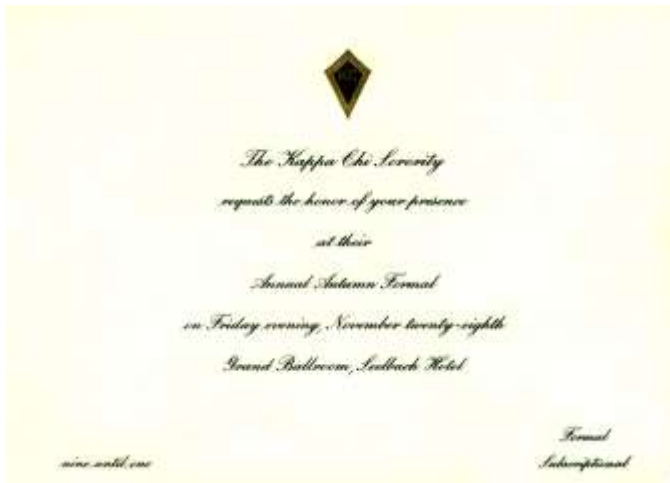 The Kappa Chi Sorority
requests the honor of your presence
at their
Annual Autumn Formal
on Friday evening, November twenty-eighth
Grand Ballroom, Seelbach Hotel
Formal
nine until one
Subscriptional